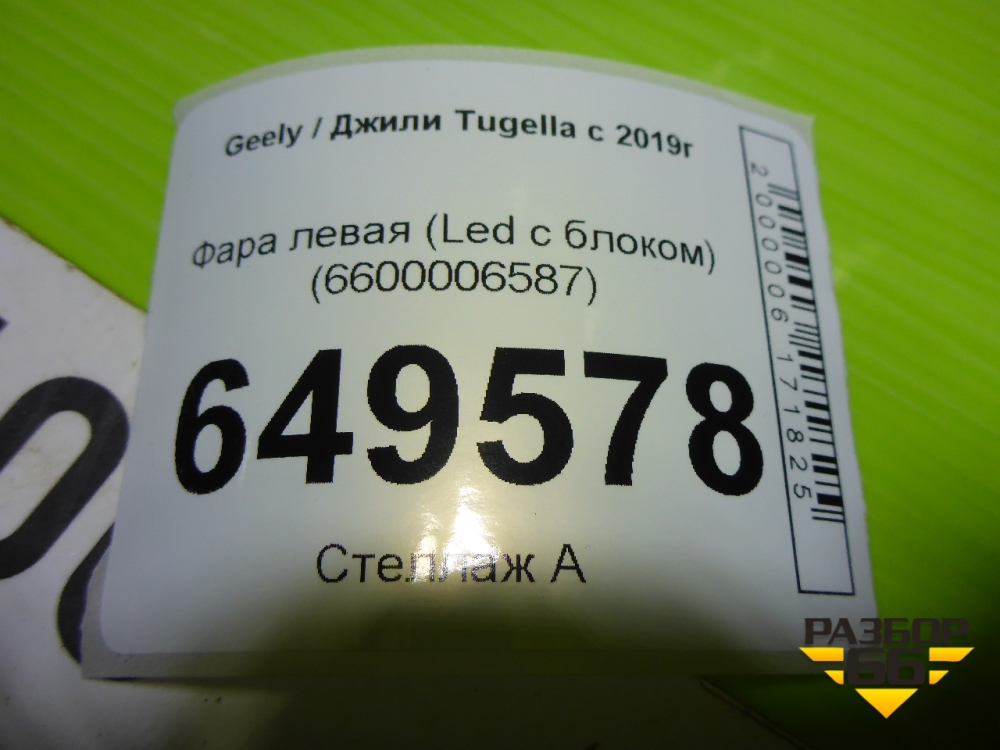 Geely / Джили Tugella с 2019г
Фара левая (Led с блоком)
(6600006587)
649578
Стеллаж А
2000006171825
РАЗБОР
66